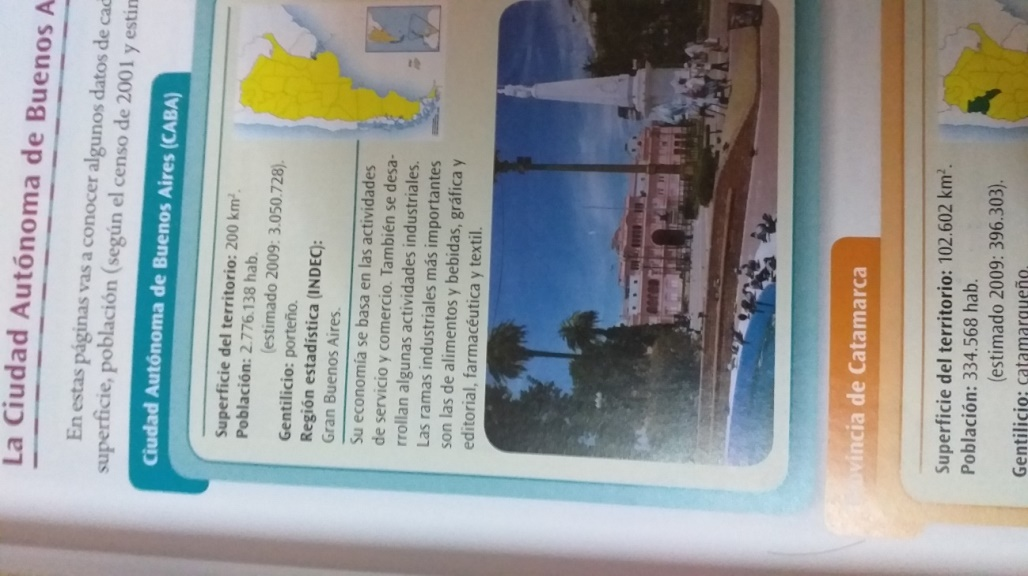 La Ciudad Autónoma de Buenos A
En estas páginas vas a conocer algunos datos de cad
superficie, población (según el censo de 2001 y estin
Ciudad Autónoma de Buenos Aires (CABA)
Superficie del territorio: 200 km².
Población: 2.776.138 hab.
(estimado 2009: 3.050.728).
Gentilicio: porteño.
Región estadística (INDEC):
Gran Buenos Aires.
Su economía se basa en las actividades
de servicio y comercio. También se desa-
rrollan algunas actividades industriales.
Las ramas industriales más importantes
son las de alimentos y bebidas, gráfica y
editorial, farmacéutica y textil.
vincia de Catamarca
Superficie del territorio: 102.602 km².
Población: 334.568 hab.
(estimado 2009: 396.303).
Gentilicio: catamarqueño.